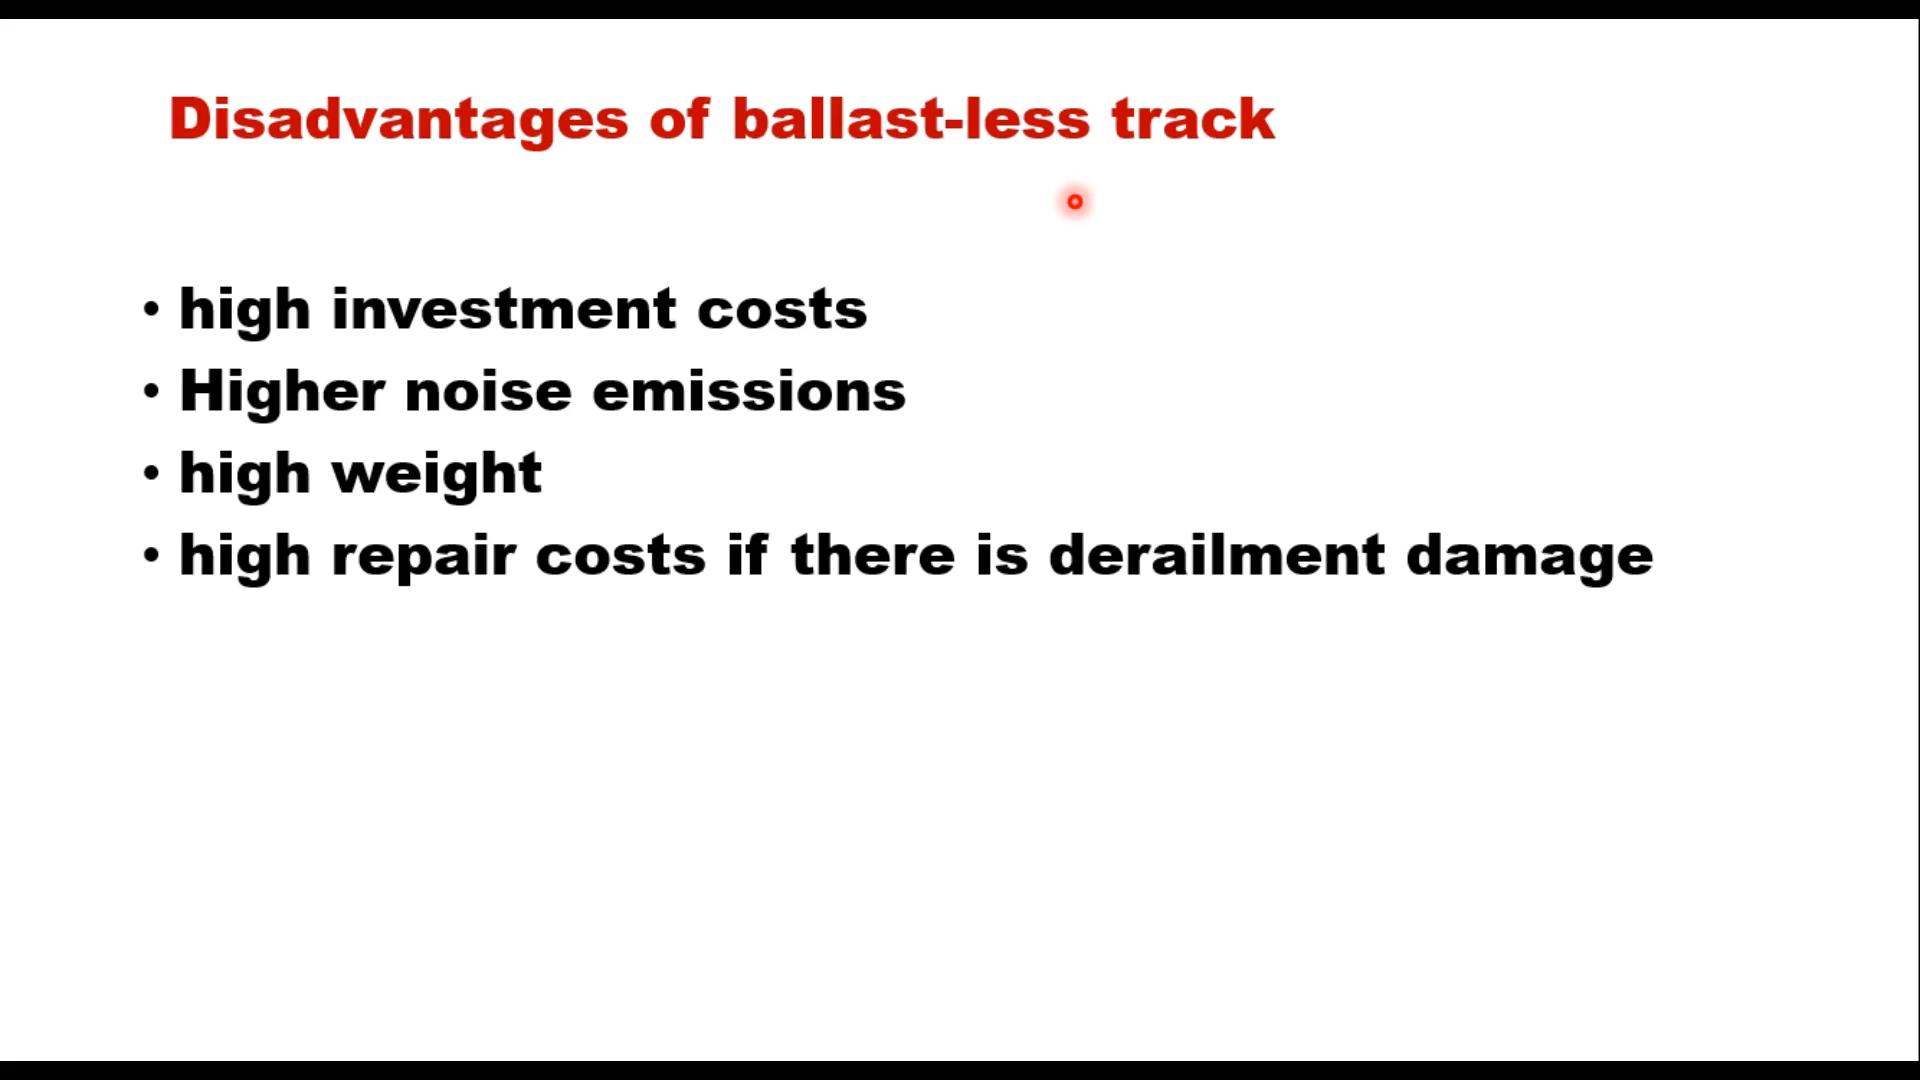 Disadvantages of ballast-less track
• high investment costs
• Higher noise emissions
• high weight
• high repair costs if there is derailment damage